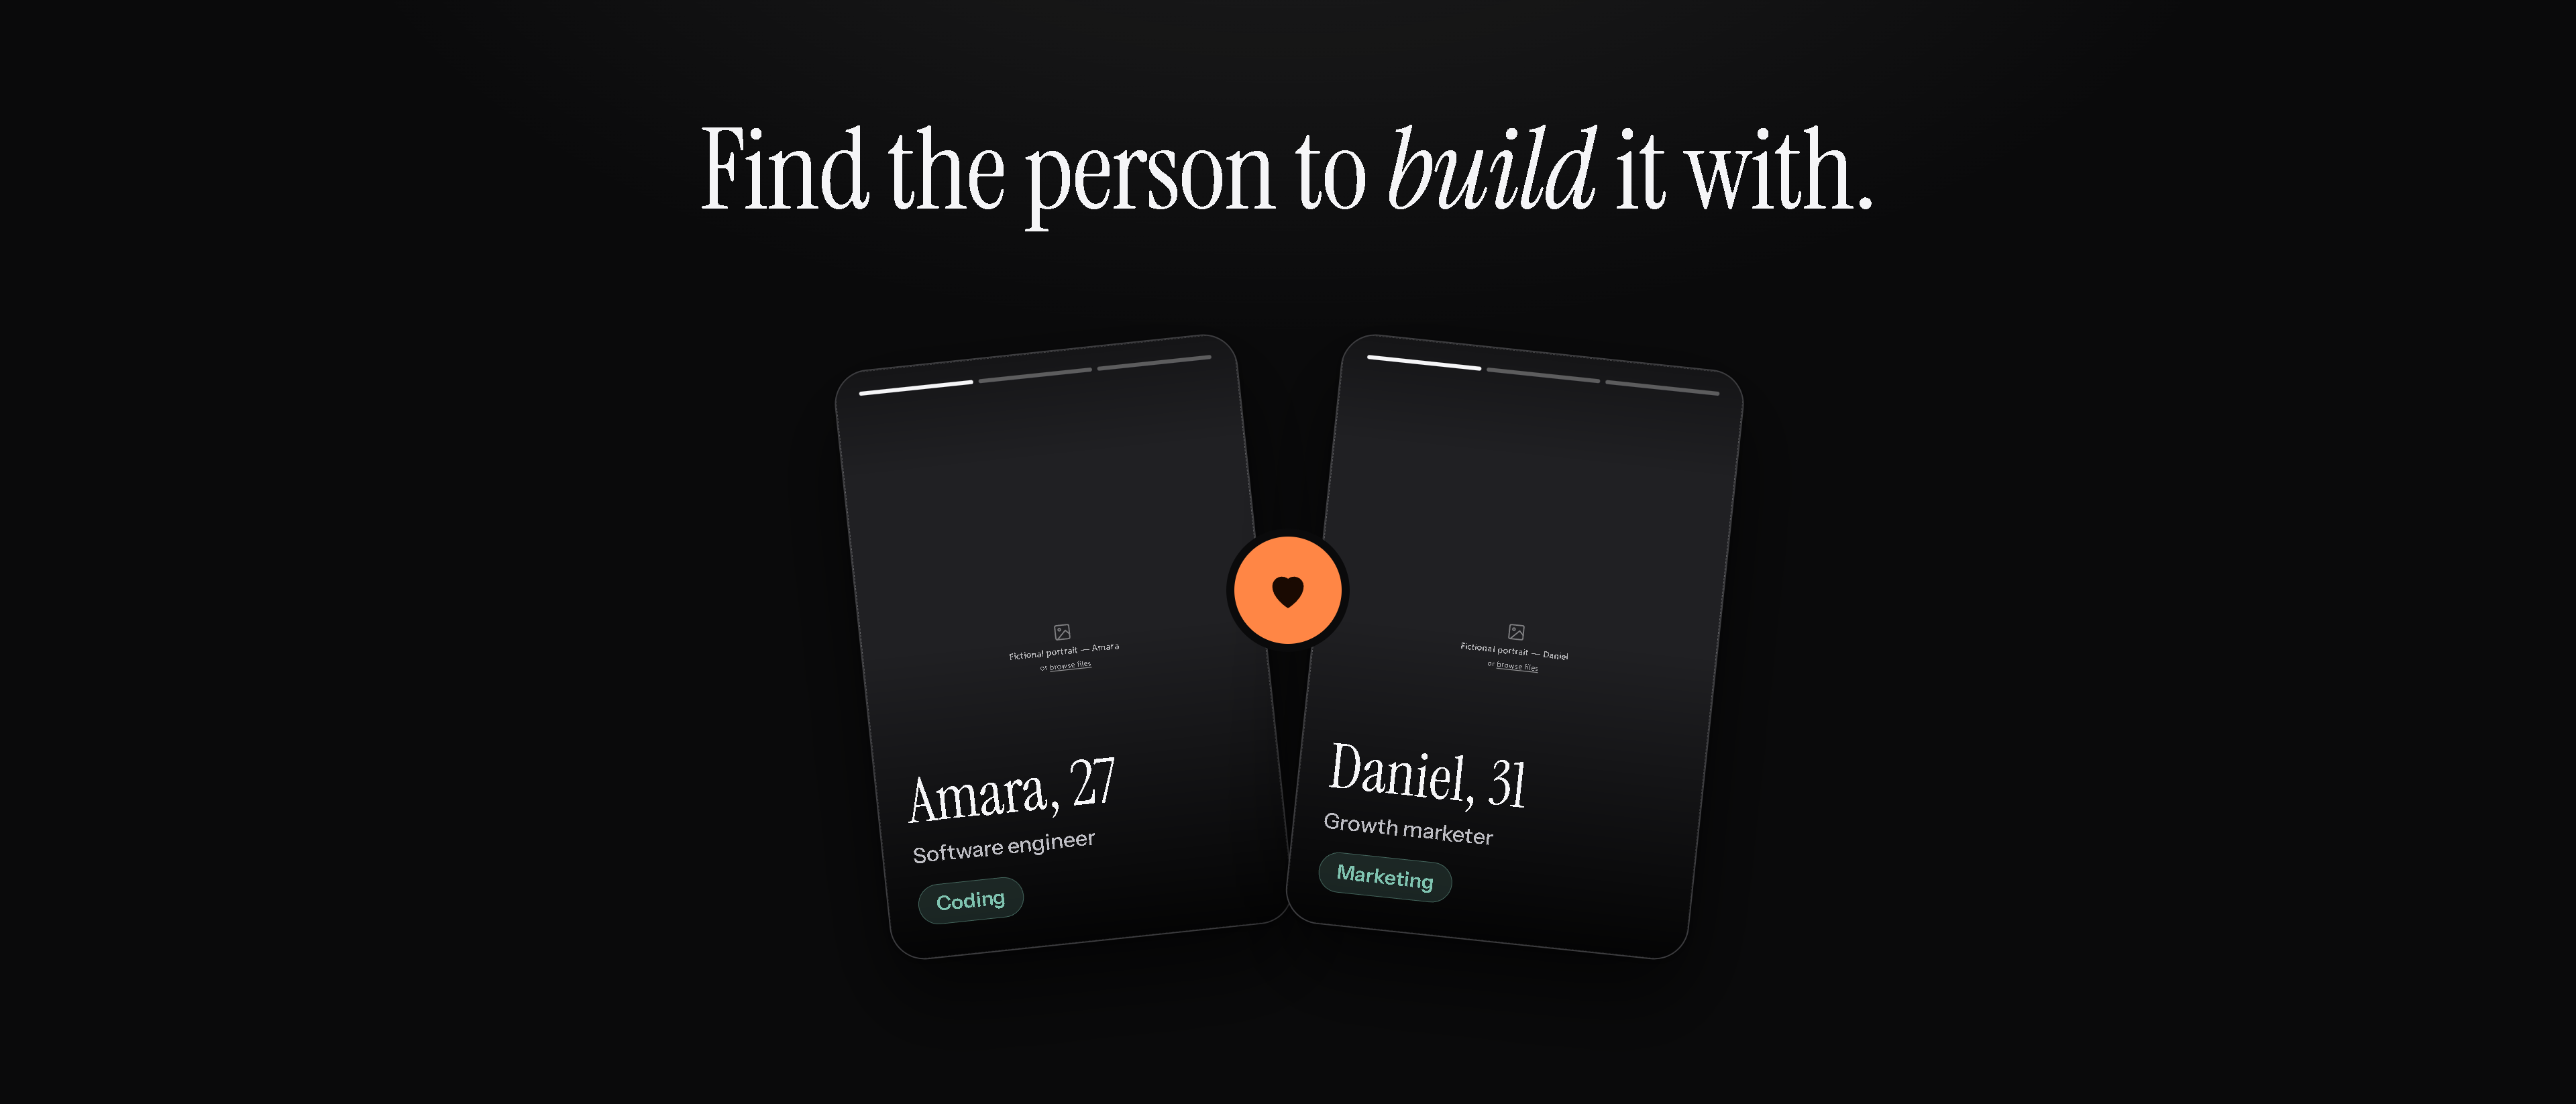 Find the person to build it with.
Fictional portrait — Amara
or browse files
Amara, 27
Software engineer
Coding
Fictional portrait — Daniel
or browse files
Daniel, 31
Growth marketer
Marketing